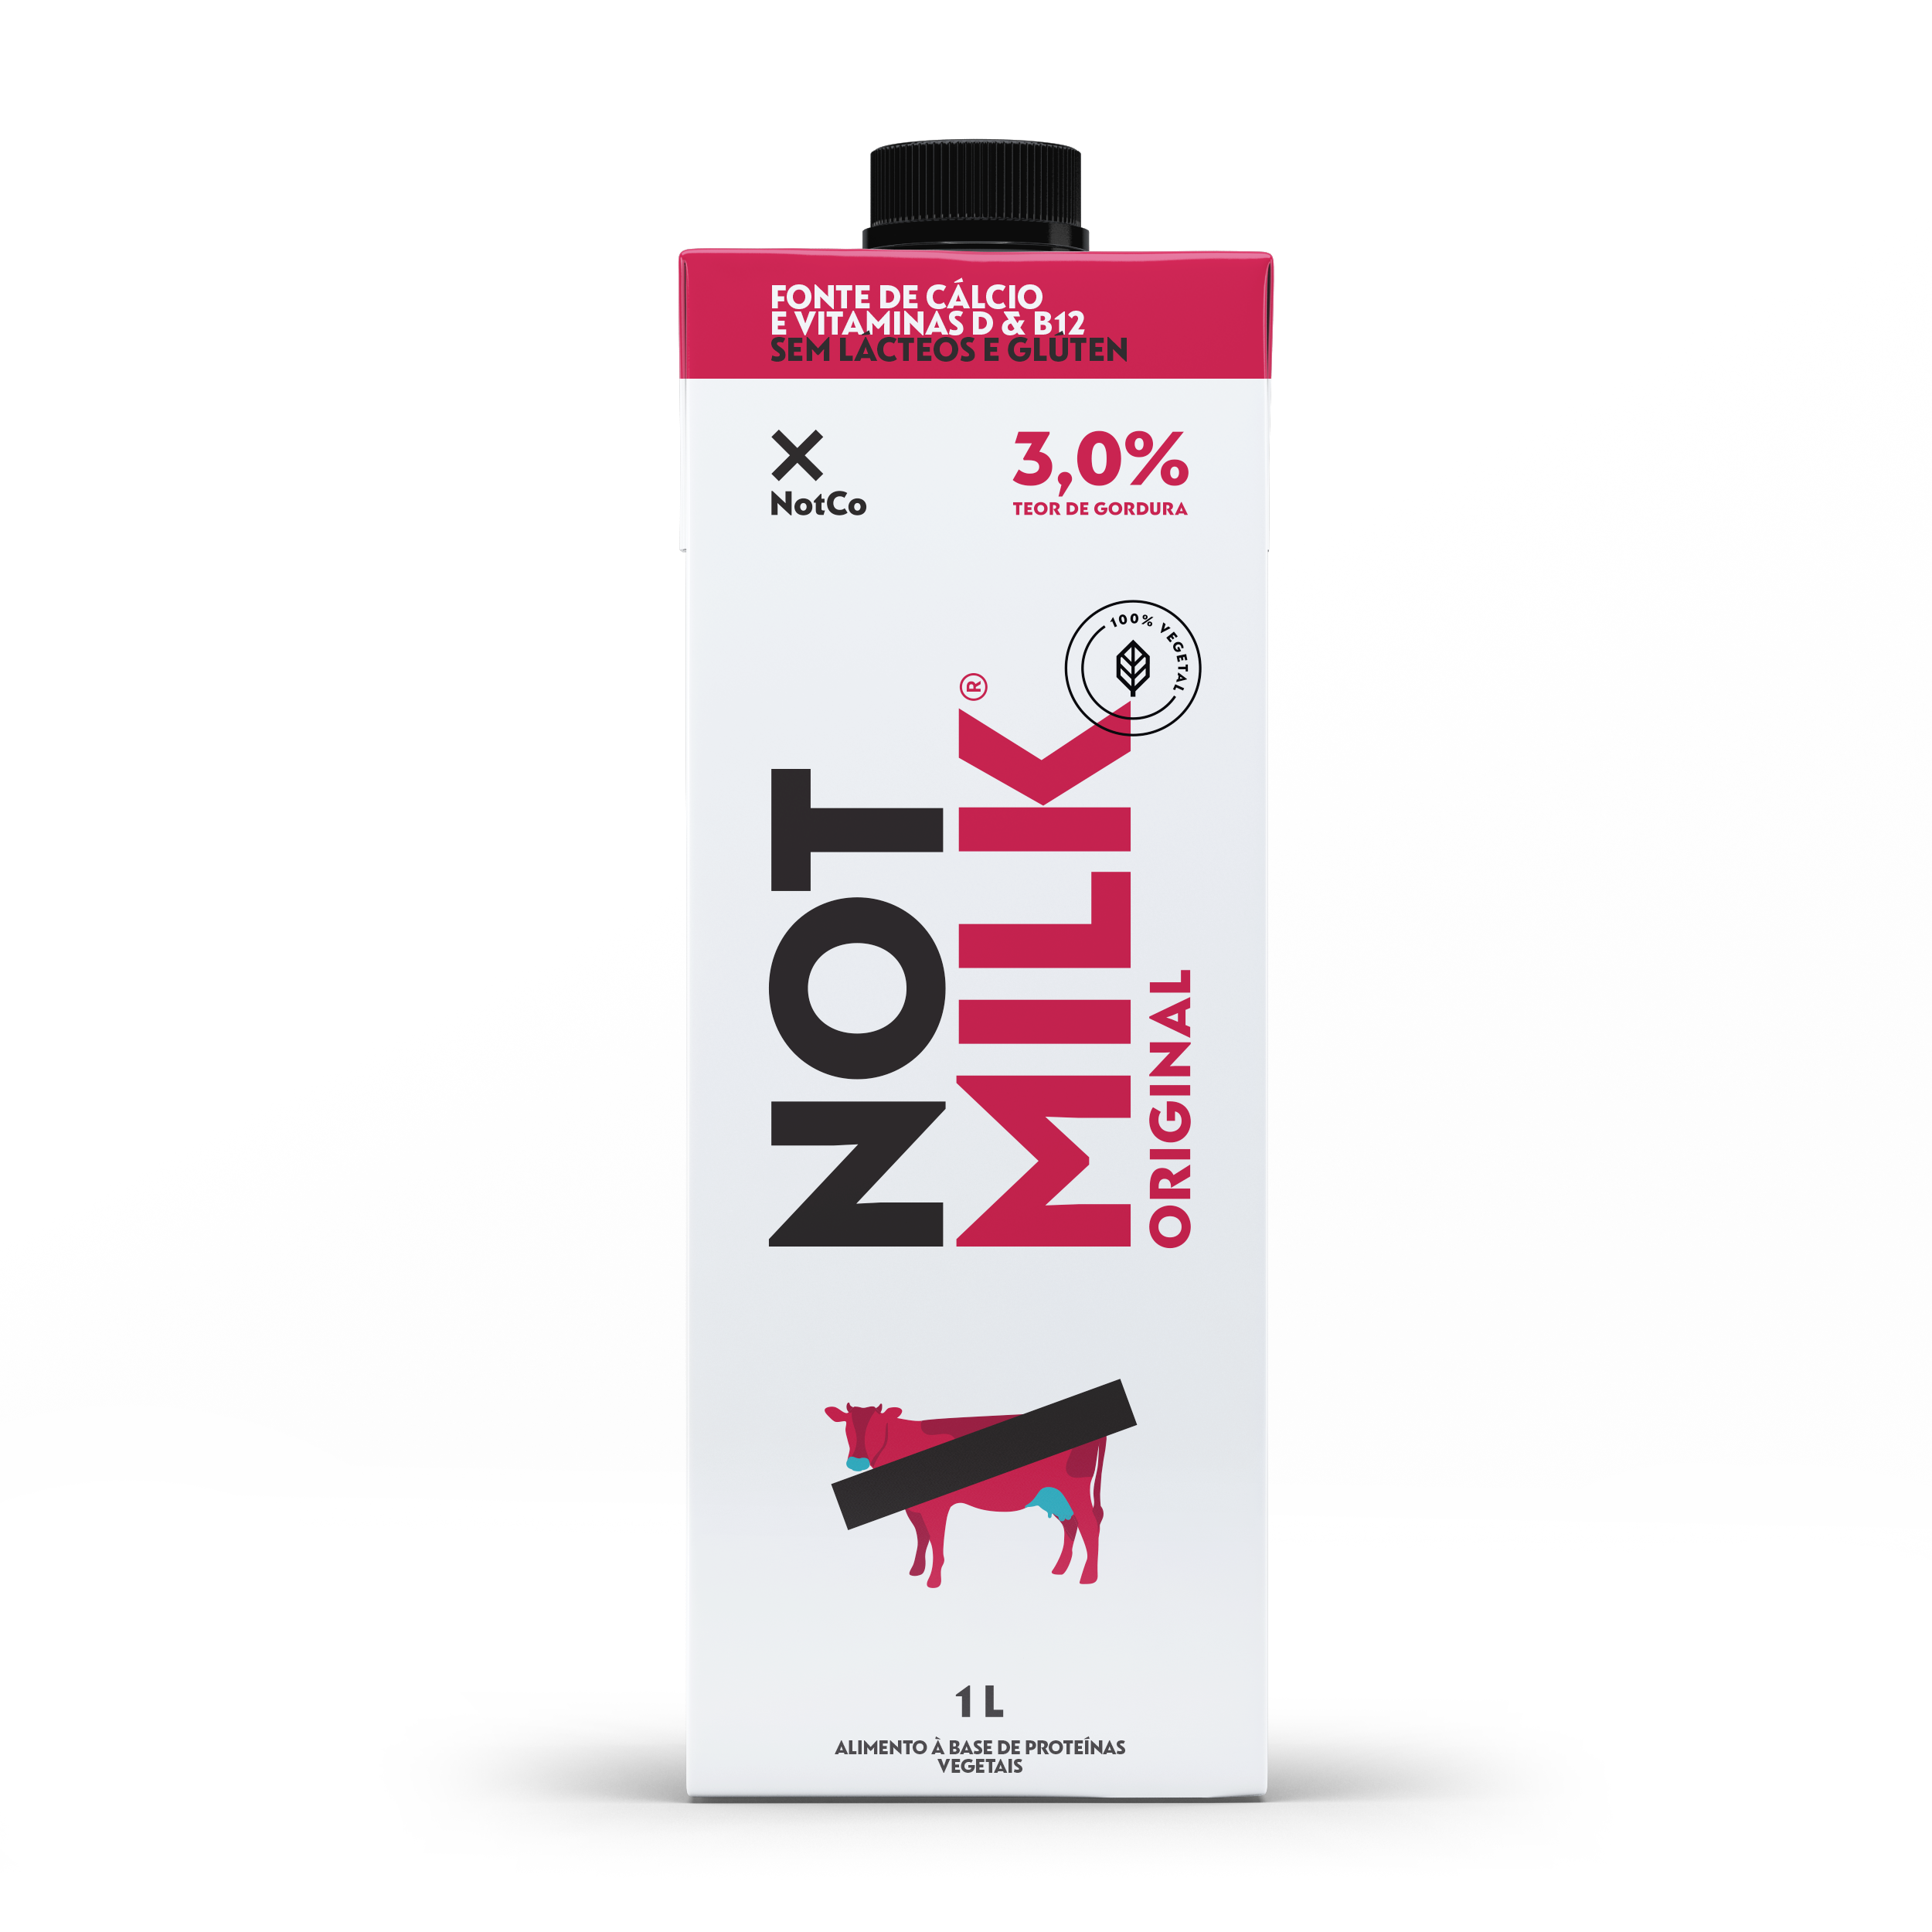 FONTE DE CÁLCIO
E VITAMINAS D & B12
SEM LÁCTEOS E GLÚTEN
NotCo
3,0%
TEOR DE GORDURA
100% VEGETAL
NOT
MILK®
ORIGINAL
1 L
ALIMENTO À BASE DE PROTEÍNAS
VEGETAIS